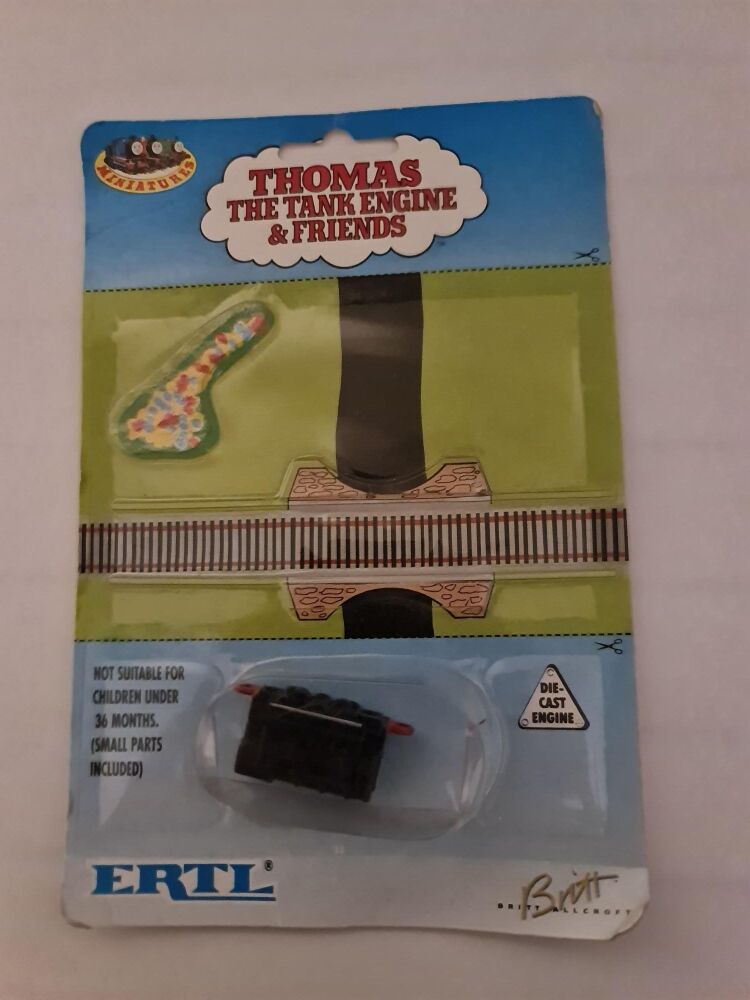 MINIATURES
THOMAS
THE TANK ENGINE
& FRIENDS
NOT SUITABLE FOR
CHILDREN UNDER
36 MONTHS.
(SMALL PARTS
INCLUDED)
DIE-
CAST
ENGINE
ERTL®
Britt
BRITT ALLCROFT